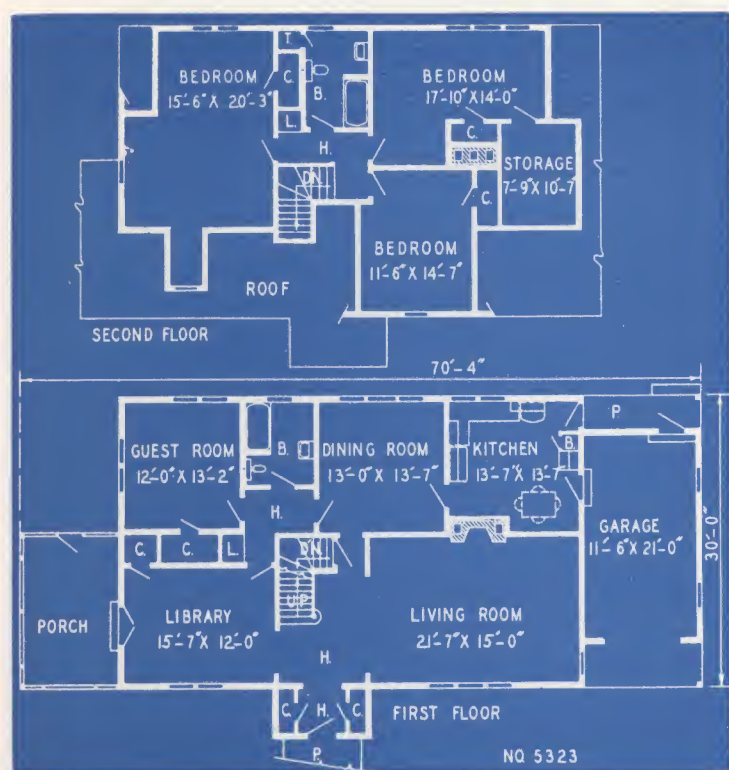 T.
BEDROOM
15'-6" X 20'-3"
C.
B.
BEDROOM
17'-10" X 14'-0"
L.
H.
C.
STORAGE
7'-9" X 10'-7"
DN.
C.
BEDROOM
11'-6" X 14'-7"
ROOF
SECOND FLOOR
70'-4"
P.
GUEST ROOM
12'-0" X 13'-2"
B.
DINING ROOM
13'-0" X 13'-7"
KITCHEN
13'-7" X 13'-7"
B.
H.
GARAGE
11'-6" X 21'-0"
30'-0"
C.
C.
L.
DN.
UP
PORCH
LIBRARY
15'-7" X 12'-0"
LIVING ROOM
21'-7" X 15'-0"
H.
C.
H.
C.
FIRST FLOOR
P.
NO. 5323